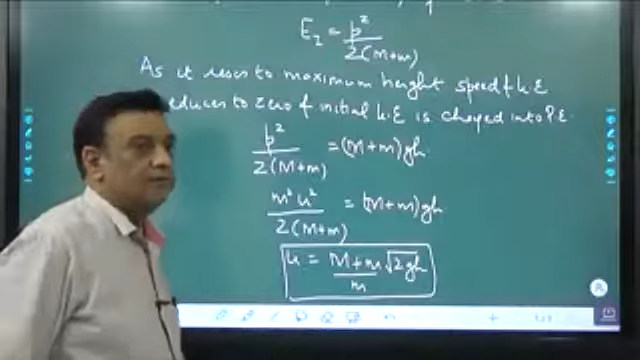 E₂ = p²/2(M+m)
As it rises to maximum height speed & k.E
reduces to zero & initial k.E is changed into P.E.
p²/2(M+m) = (M+m)gh
m²u²/2(M+m) = (M+m)gh
u = M+m/m √2gh